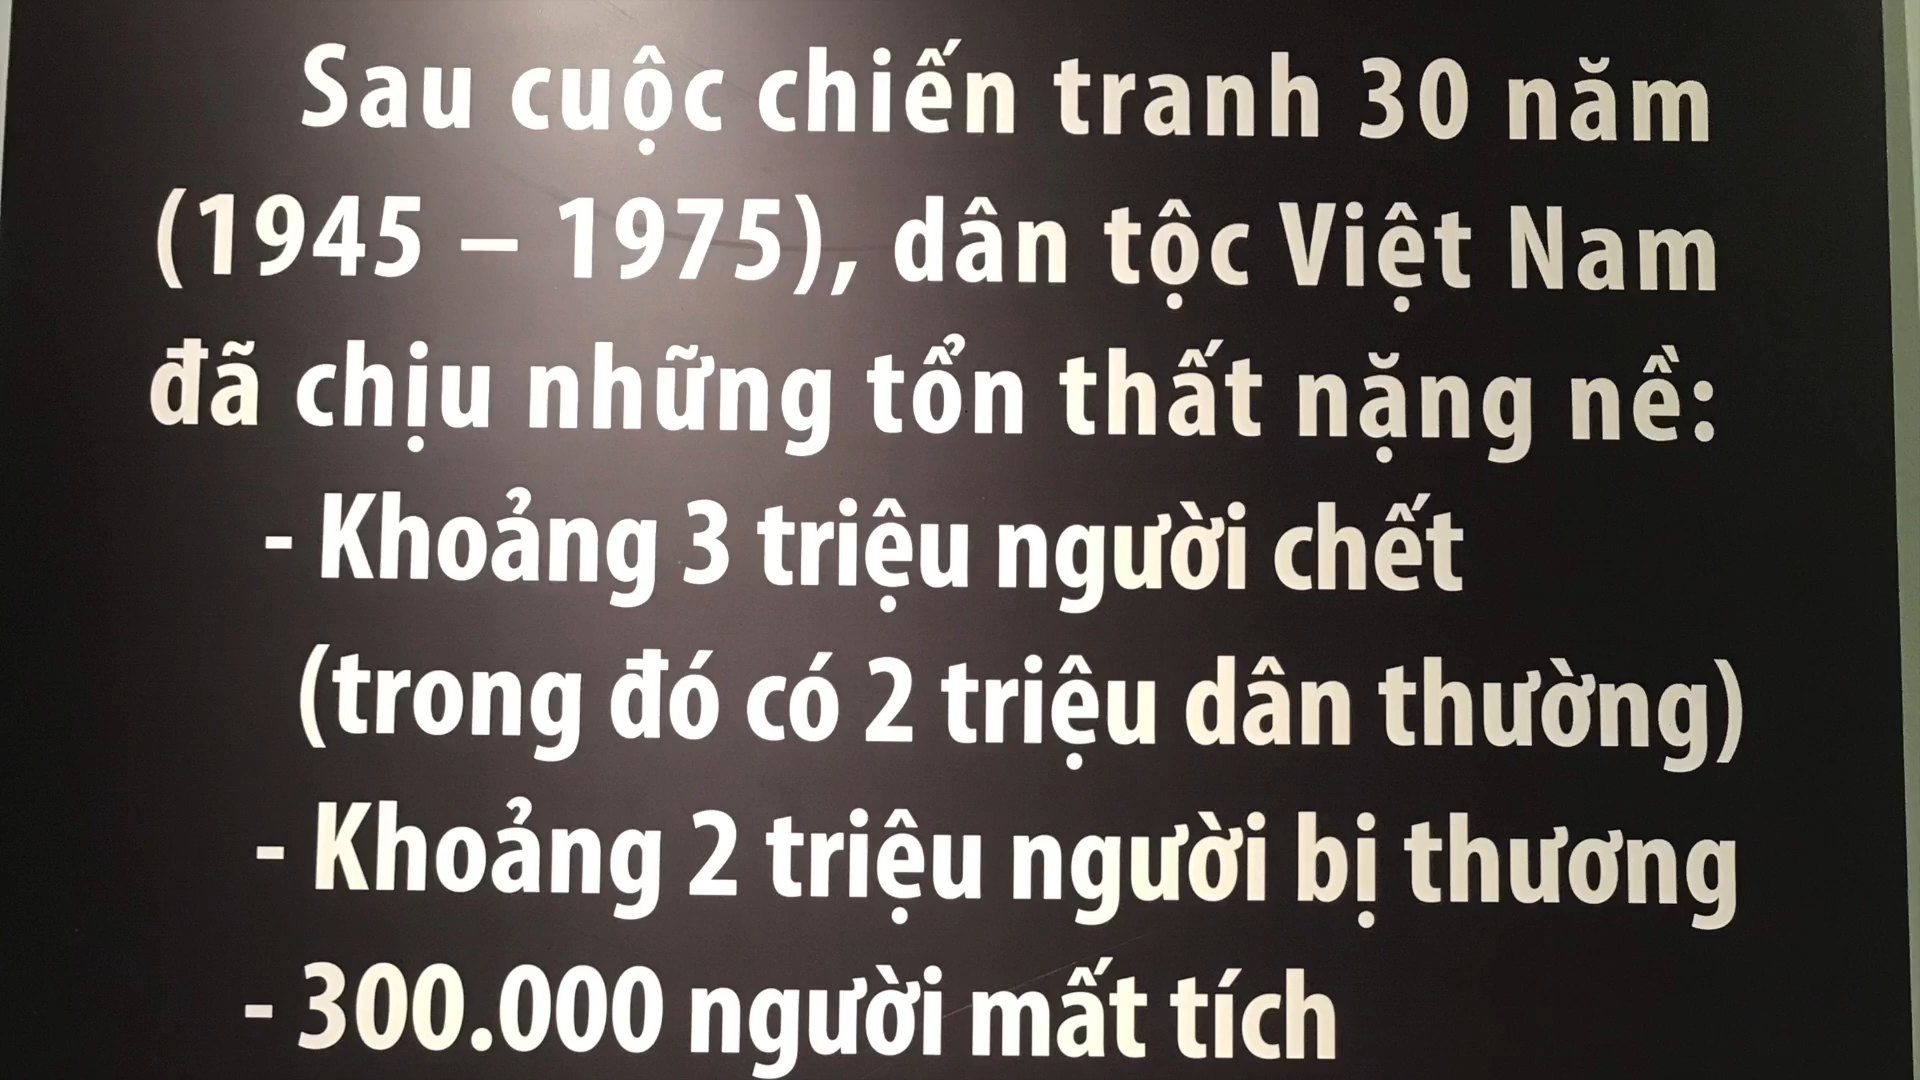 Sau cuộc chiến tranh 30 năm
(1945 – 1975), dân tộc Việt Nam
đã chịu những tổn thất nặng nề:
- Khoảng 3 triệu người chết
(trong đó có 2 triệu dân thường)
- Khoảng 2 triệu người bị thương
- 300.000 người mất tích